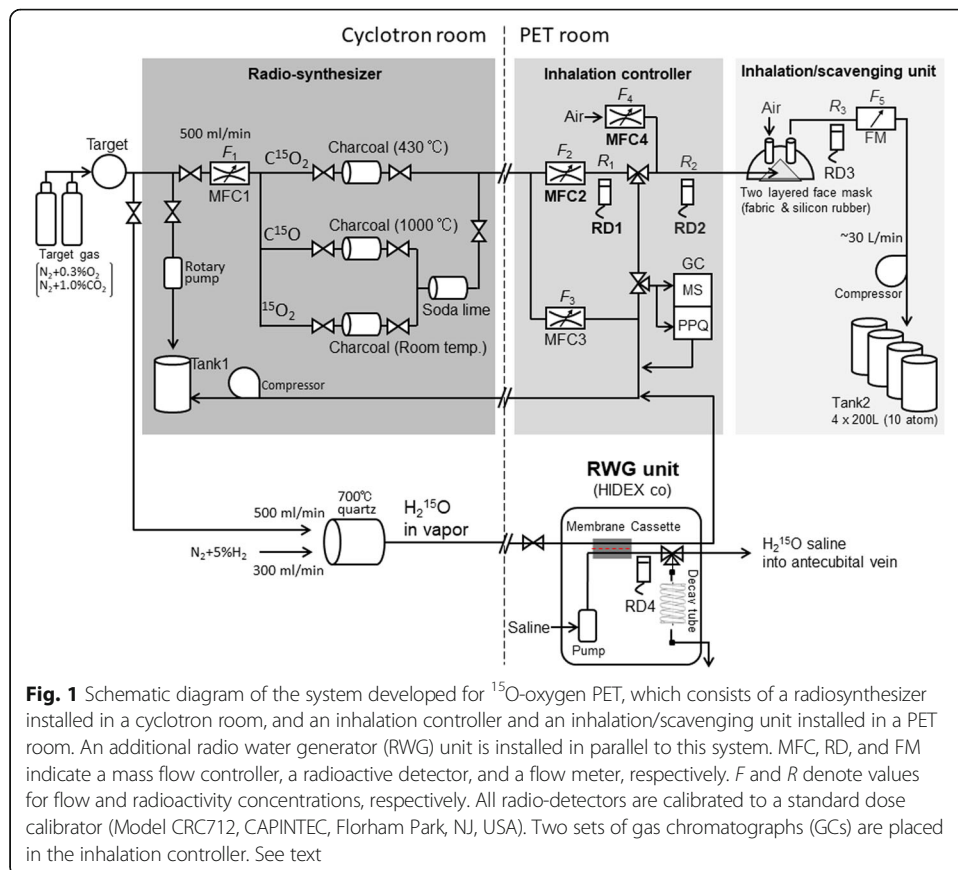 Cyclotron room
PET room
Radio-synthesizer
Inhalation controller
Inhalation/scavenging unit
Target
500 ml/min
F1
MFC1
C15O2
Charcoal (430 ℃)
C15O
Charcoal (1000 ℃)
15O2
Charcoal (Room temp.)
Soda lime
Target gas
N2+0.3%O2
N2+1.0%CO2
Rotary
pump
Tank1
Compressor
Air
F4
MFC4
F2
MFC2
R1
RD1
R2
RD2
F3
MFC3
GC
MS
PPQ
Air
R3
RD3
F5
FM
Two layered face mask
(fabric & silicon rubber)
~30 L/min
Compressor
Tank2
4 x 200L (10 atom)
500 ml/min
N2+5%H2
300 ml/min
700℃
quartz
H215O
in vapor
RWG unit
(HIDEX co)
Membrane Cassette
RD4
Decay tube
Saline
Pump
H215O saline
into antecubital vein
Fig. 1 Schematic diagram of the system developed for 15O-oxygen PET, which consists of a radiosynthesizer
installed in a cyclotron room, and an inhalation controller and an inhalation/scavenging unit installed in a PET
room. An additional radio water generator (RWG) unit is installed in parallel to this system. MFC, RD, and FM
indicate a mass flow controller, a radioactive detector, and a flow meter, respectively. F and R denote values
for flow and radioactivity concentrations, respectively. All radio-detectors are calibrated to a standard dose
calibrator (Model CRC712, CAPINTEC, Florham Park, NJ, USA). Two sets of gas chromatographs (GCs) are placed
in the inhalation controller. See text